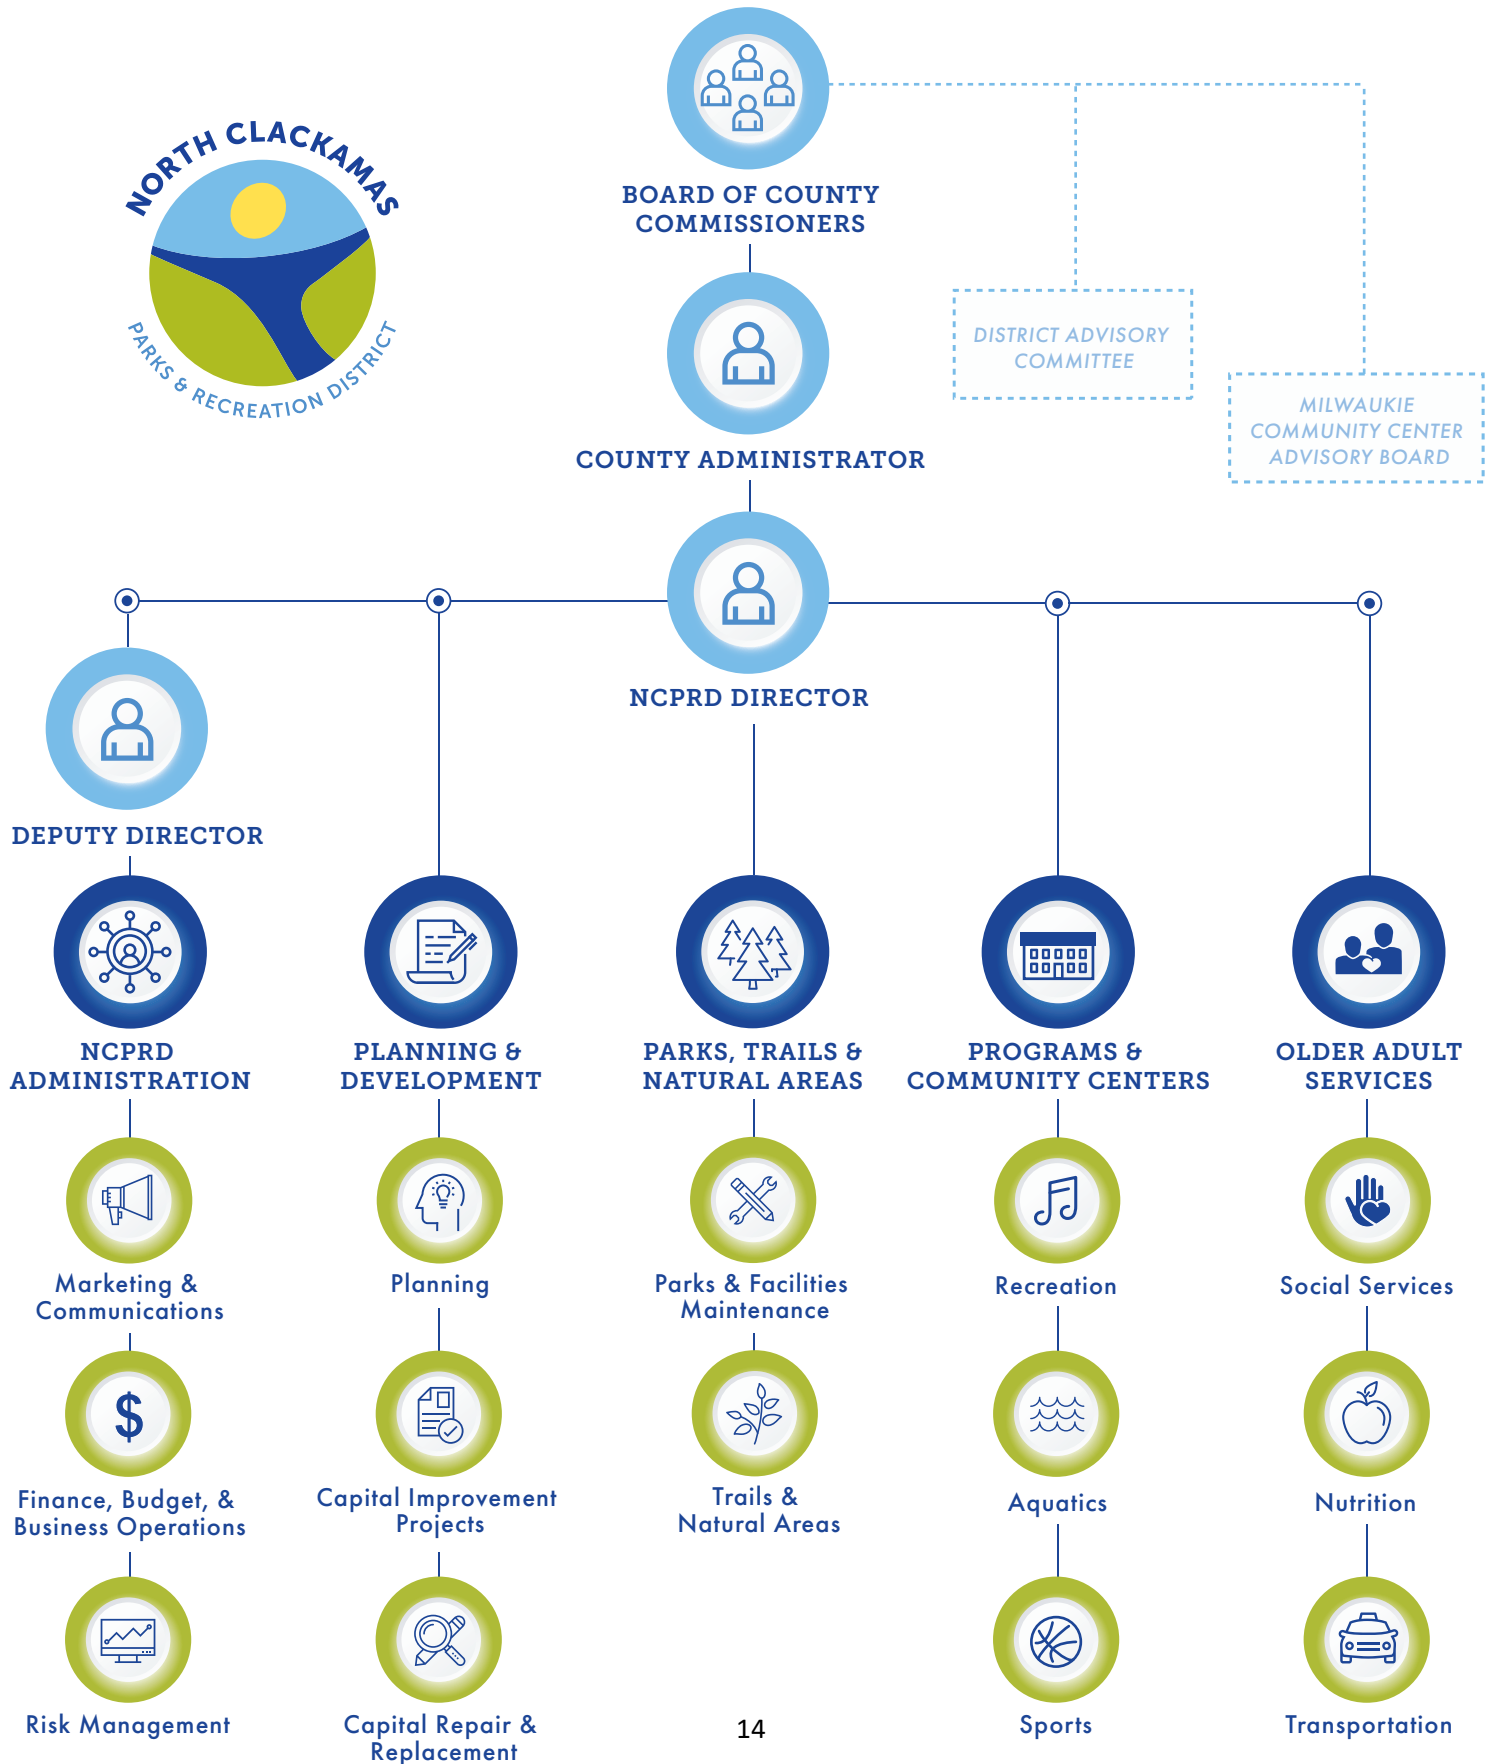 NORTH CLACKAMAS
PARKS & RECREATION DISTRICT
BOARD OF COUNTY
COMMISSIONERS
DISTRICT ADVISORY
COMMITTEE
MILWAUKIE
COMMUNITY CENTER
ADVISORY BOARD
COUNTY ADMINISTRATOR
NCPRD DIRECTOR
DEPUTY DIRECTOR
NCPRD
ADMINISTRATION
Marketing &
Communications
$
Finance, Budget, &
Business Operations
Risk Management
PLANNING &
DEVELOPMENT
Planning
Capital Improvement
Projects
Capital Repair &
Replacement
PARKS, TRAILS &
NATURAL AREAS
Parks & Facilities
Maintenance
Trails &
Natural Areas
PROGRAMS &
COMMUNITY CENTERS
Recreation
Aquatics
Sports
OLDER ADULT
SERVICES
Social Services
Nutrition
Transportation
14